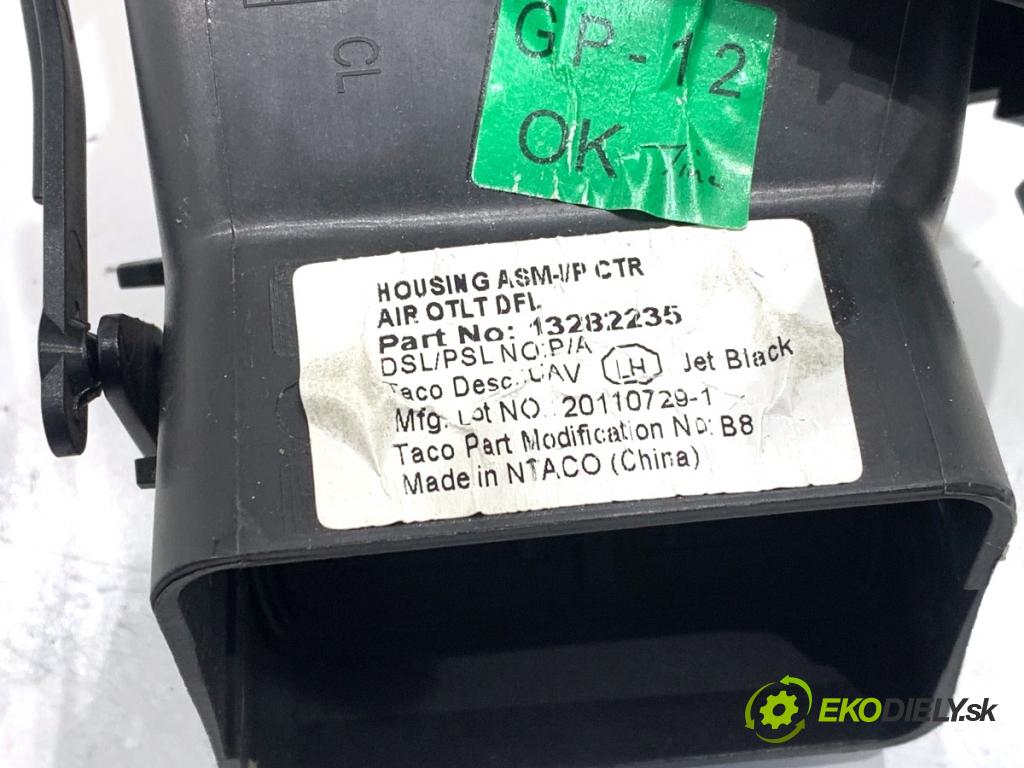 CL
GP-12
OK
HOUSING ASM-I/P CTR
AIR OTLT DFL
Part No: 13282235
DSL/PSL NO:P/A
Taco Desc. LH Jet Black
Mfg. Lot NO.: 20110729-1
Taco Part Modification No: B8
Made in NTACO (China)
EKODIELY.sk